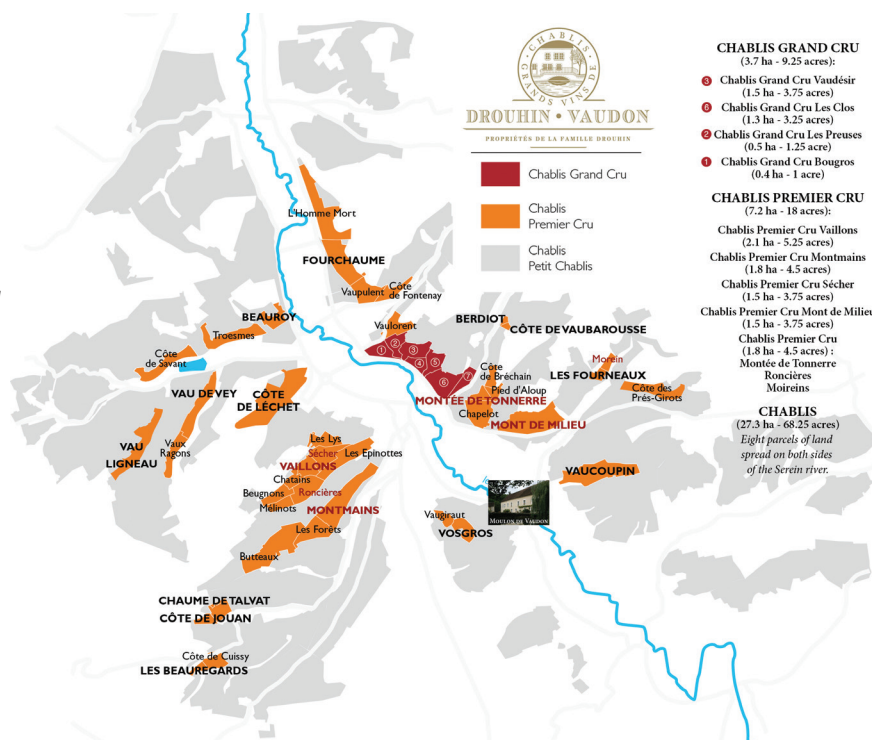 CHABLIS
GRANDS VINS DE
DROUHIN • VAUDON
PROPRIÉTÉS DE LA FAMILLE DROUHIN
Chablis Grand Cru
Chablis
Premier Cru
Chablis
Petit Chablis
CHABLIS GRAND CRU
(3.7 ha - 9.25 acres):
3 Chablis Grand Cru Vaudésir
(1.5 ha - 3.75 acres)
6 Chablis Grand Cru Les Clos
(1.3 ha - 3.25 acres)
2 Chablis Grand Cru Les Preuses
(0.5 ha - 1.25 acre)
1 Chablis Grand Cru Bougros
(0.4 ha - 1 acre)
CHABLIS PREMIER CRU
(7.2 ha - 18 acres):
Chablis Premier Cru Vaillons
(2.1 ha - 5.25 acres)
Chablis Premier Cru Montmains
(1.8 ha - 4.5 acres)
Chablis Premier Cru Sécher
(1.5 ha - 3.75 acres)
Chablis Premier Cru Mont de Milieu
(1.5 ha - 3.75 acres)
Chablis Premier Cru
(1.8 ha - 4.5 acres) :
Montée de Tonnerre
Roncières
Moireins
CHABLIS
(27.3 ha - 68.25 acres)
Eight parcels of land
spread on both sides
of the Serein river.
L'Homme Mort
FOURCHAUME
Vaupulent
Côte
de Fontenay
BEAUROY
Troesmes
Côte
de Savant
Vaulorent
1
2
3
4
5
6
7
BERDIOT
CÔTE DE VAUBAROUSSE
Côte
de Bréchain
Pied d'Aloup
MONTÉE DE TONNERRE
Chapelot
MONT DE MILIEU
Morein
LES FOURNEAUX
Côte des
Prés-Girots
VAU DE VEY
CÔTE
DE LÉCHET
VAU
LIGNEAU
Vaux
Ragons
Les Lys
Sécher
Les Epinottes
VAILLONS
Chatains
Beugnons
Roncières
Mélinots
MONTMAINS
Les Forêts
Butteaux
VAUCOUPIN
MOULON DE VAUDON
Vaugiraut
VOSGROS
CHAUME DE TALVAT
CÔTE DE JOUAN
Côte de Cuissy
LES BEAUREGARDS